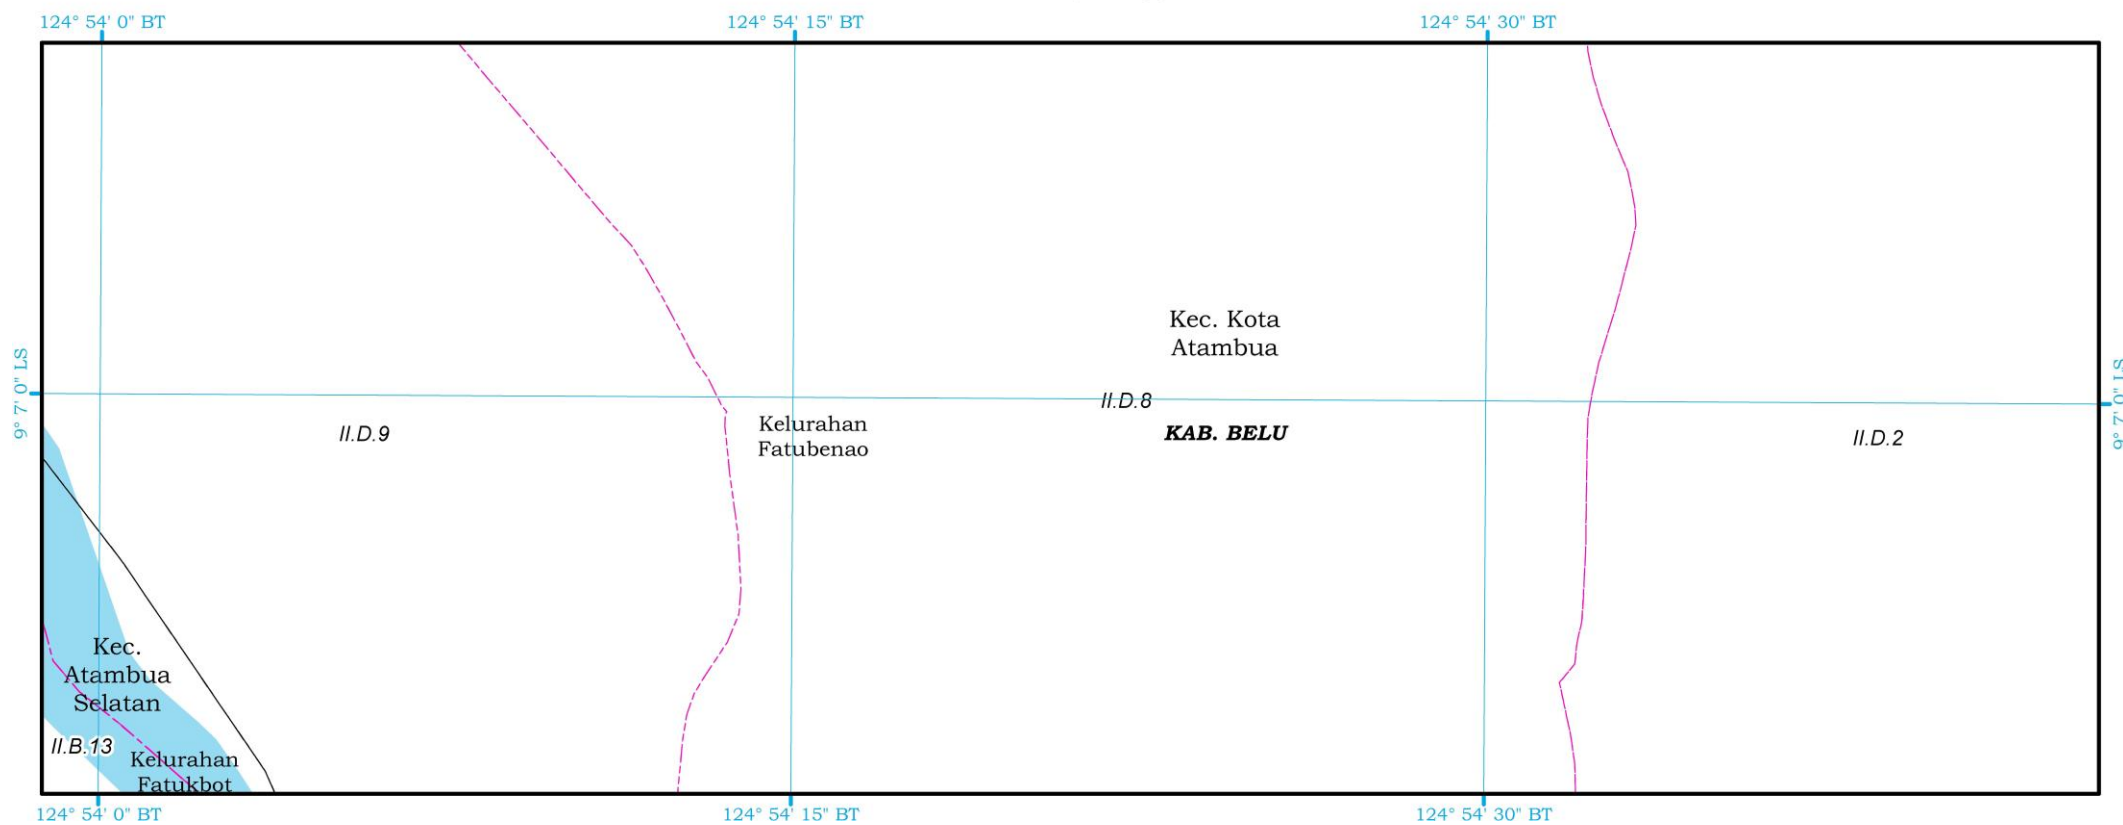 124° 54' 0" BT
124° 54' 15" BT
124° 54' 30" BT
9° 7' 0" LS
9° 7' 0" LS
Kec. Kota
Atambua
II.D.8
II.D.9
Kelurahan
Fatubenao
KAB. BELU
II.D.2
Kec.
Atambua
Selatan
II.B.13
Kelurahan
Fatukbot
124° 54' 0" BT
124° 54' 15" BT
124° 54' 30" BT